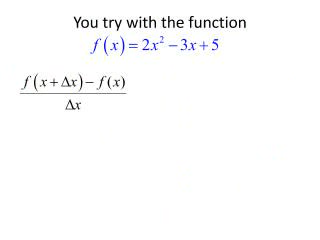 You try with the function
f(x) = 2x² − 3x + 5
f(x + Δx) − f(x)
Δx